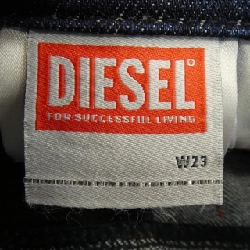 DIESEL
FOR SUCCESSFUL LIVING
W23